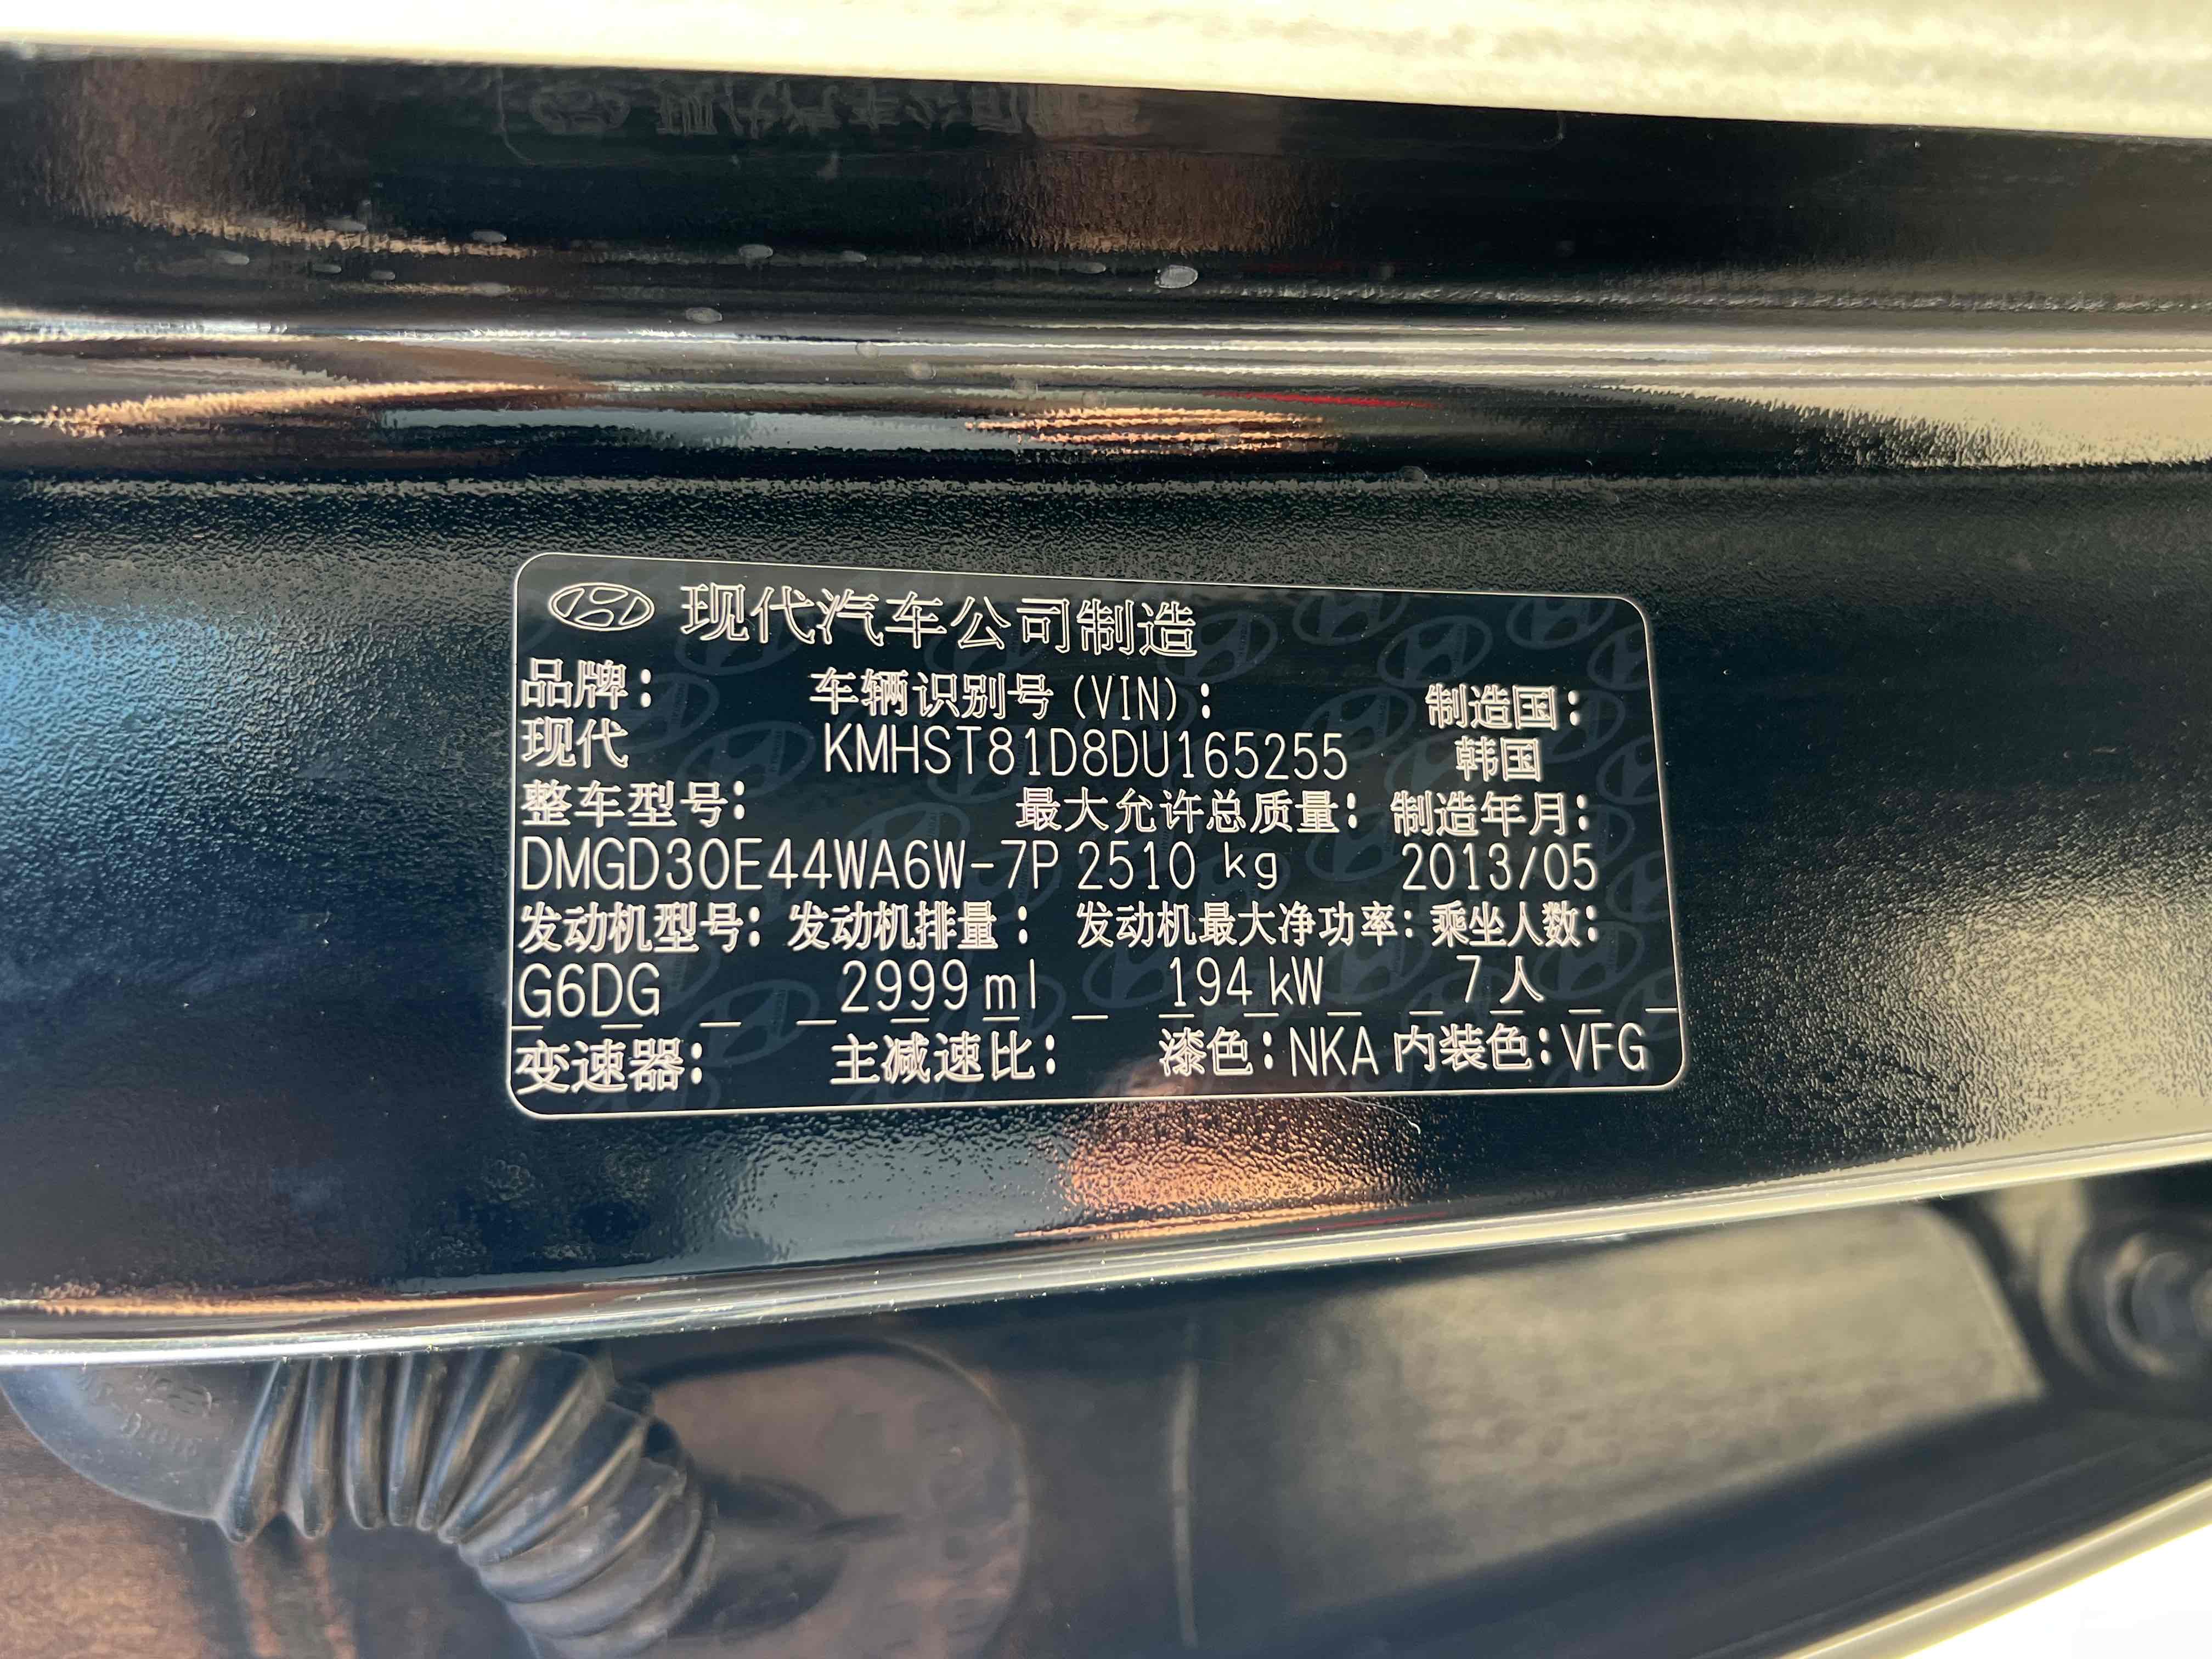 现代汽车公司制造
品牌： 车辆识别号(VIN)： 制造国：
现代 KMHST81D8DU165255 韩国
整车型号： 最大允许总质量： 制造年月：
DMGD30E44WA6W-7P 2510 kg 2013/05
发动机型号： 发动机排量： 发动机最大净功率： 乘坐人数：
G6DG 2999 ml 194 kW 7人
变速器： 主减速比： 漆色：NKA 内装色：VFG